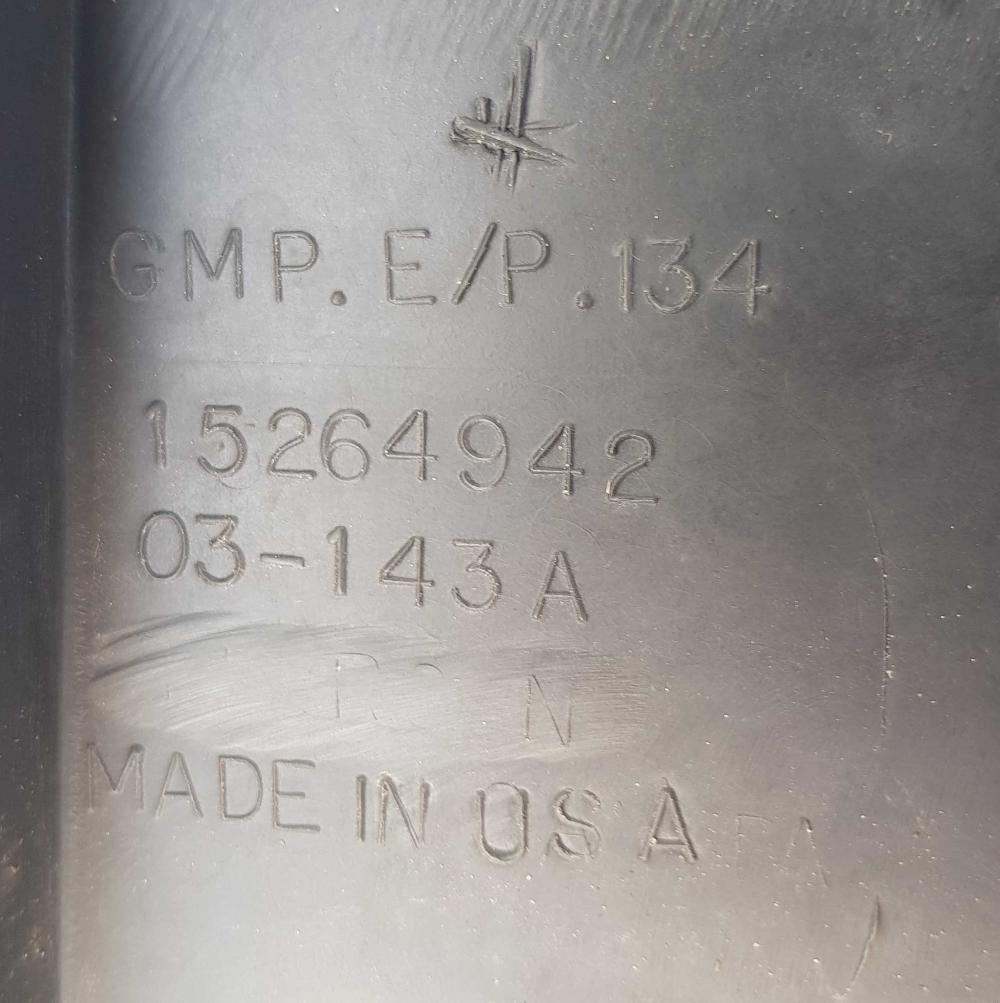 GMP. E/P .134
15264942
03-143A
MADE IN USA